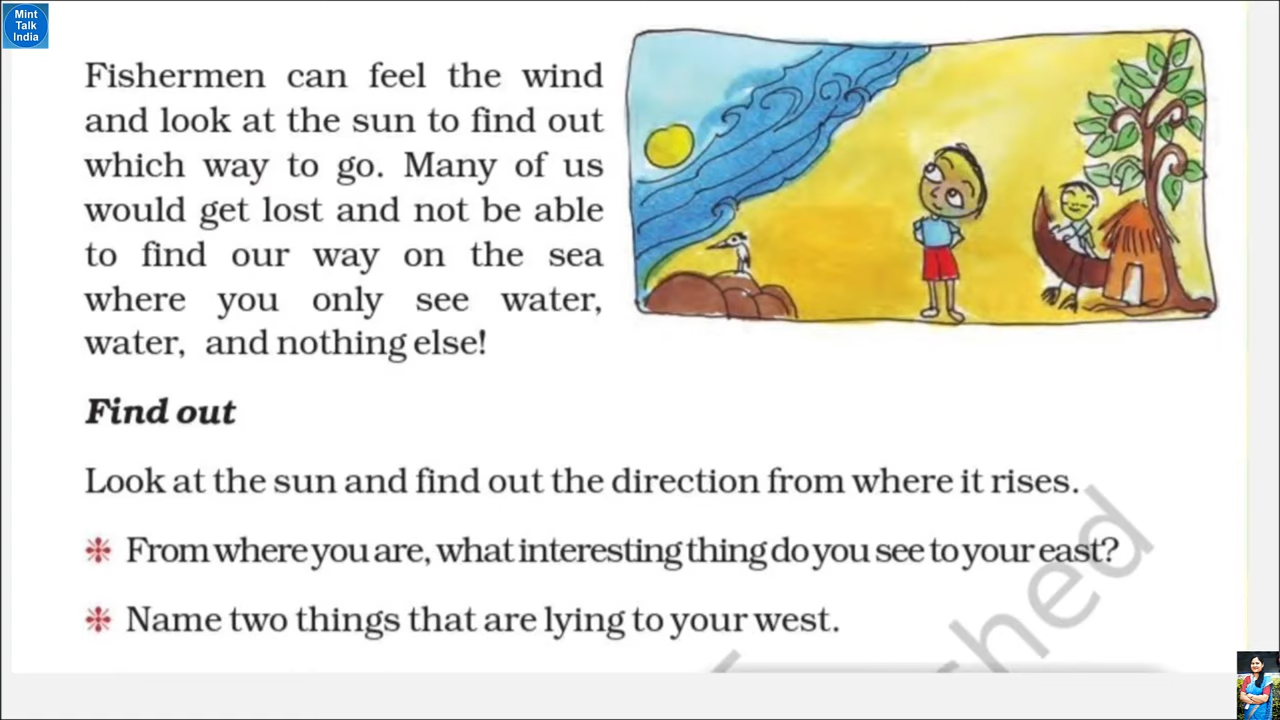 Mint
Talk
India
Fishermen can feel the wind
and look at the sun to find out
which way to go. Many of us
would get lost and not be able
to find our way on the sea
where you only see water,
water, and nothing else!
Find out
Look at the sun and find out the direction from where it rises.
From where you are, what interesting thing do you see to your east?
Name two things that are lying to your west.